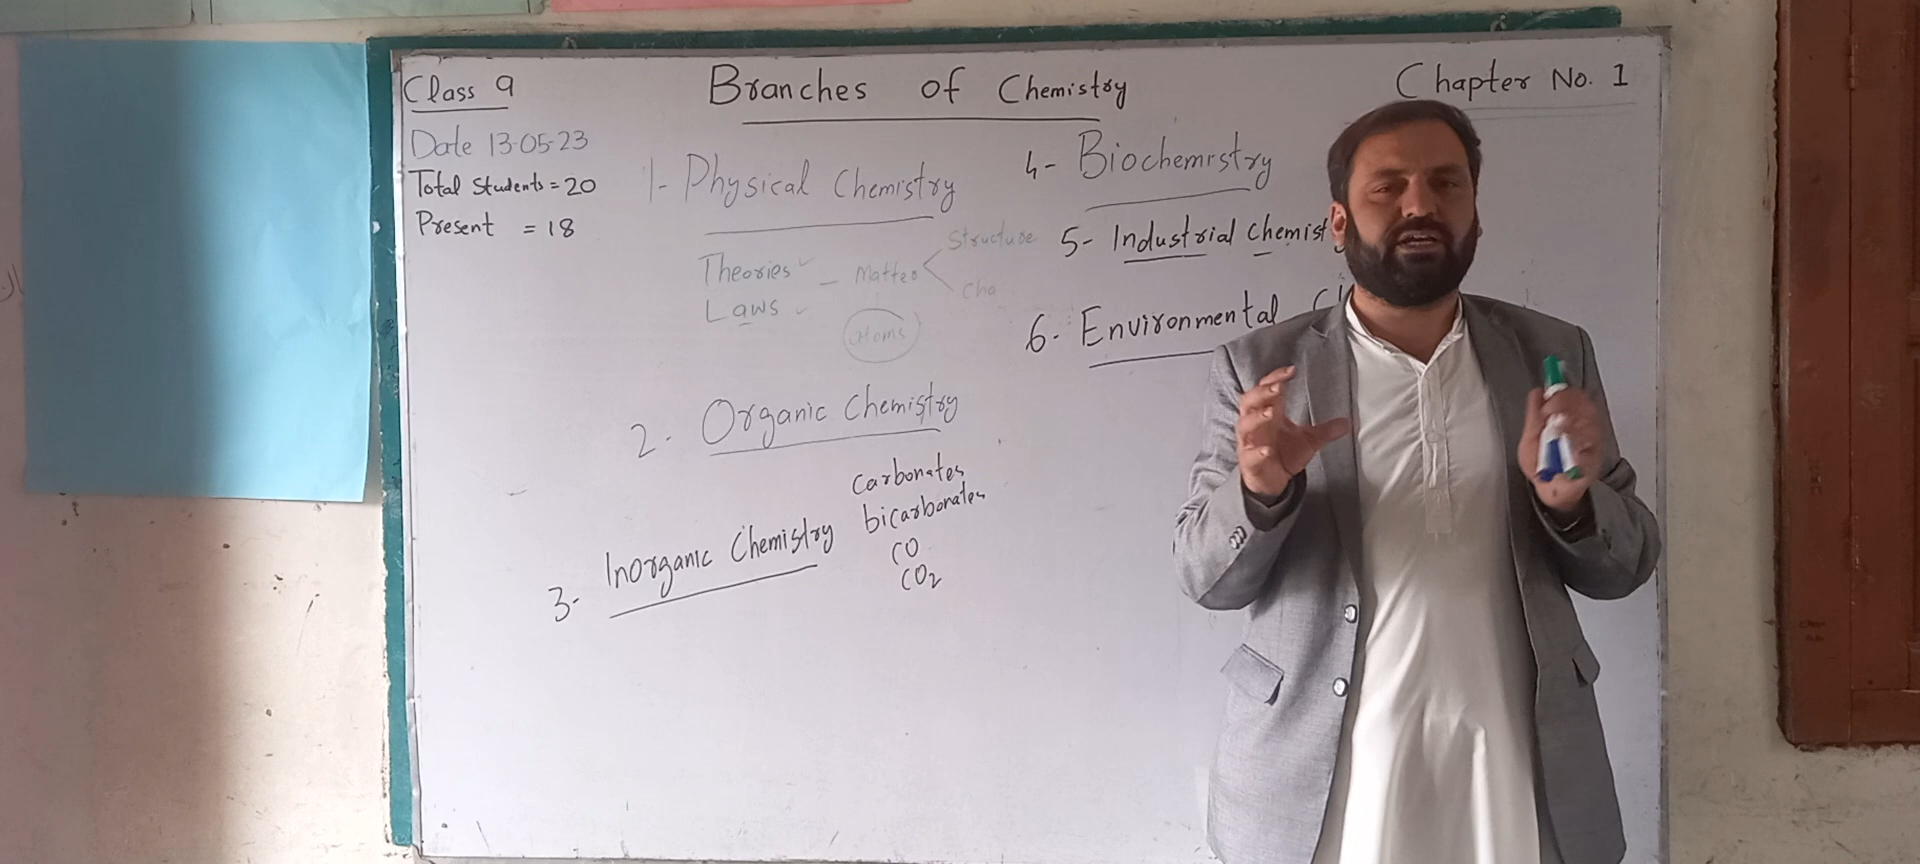 Class 9
Branches of Chemistry
Chapter No. 1
Date 13-05-23
Total Students = 20
Present = 18
1- Physical Chemistry
Theories - Matter
Structure
Cha
Laws
Atoms
2- Organic Chemistry
Carbonates
bicarbonates
CO
CO2
3- Inorganic Chemistry
4- Biochemistry
5- Industrial Chemist
6- Environmental